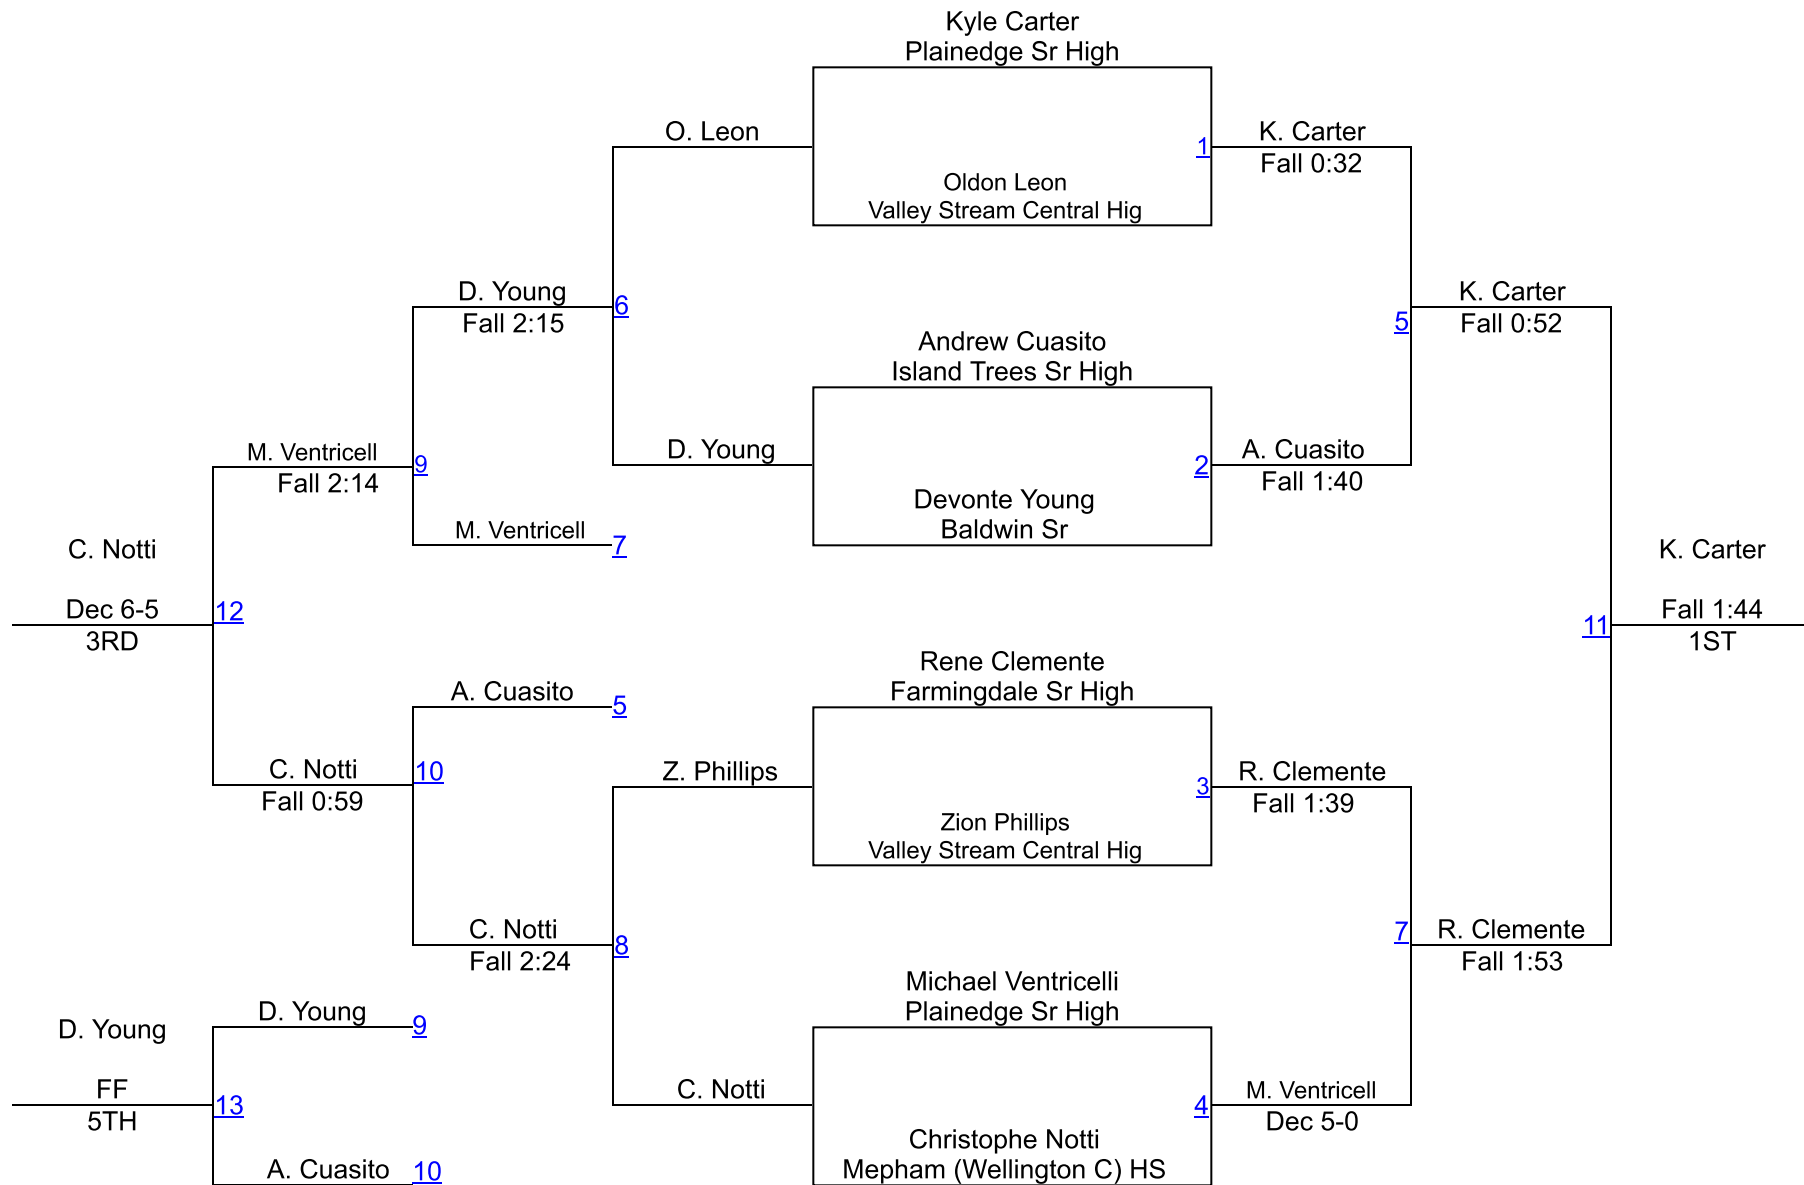 Kyle Carter
Plainedge Sr High
O. Leon
1
K. Carter
Fall 0:32
Oldon Leon
Valley Stream Central Hig
D. Young
Fall 2:15
6
K. Carter
Fall 0:52
5
Andrew Cuasito
Island Trees Sr High
M. Ventricell
Fall 2:14
9
D. Young
2
A. Cuasito
Fall 1:40
Devonte Young
Baldwin Sr
M. Ventricell
7
C. Notti
Dec 6-5
3RD
12
K. Carter
Fall 1:44
1ST
11
Rene Clemente
Farmingdale Sr High
A. Cuasito
5
C. Notti
Fall 0:59
10
Z. Phillips
3
R. Clemente
Fall 1:39
Zion Phillips
Valley Stream Central Hig
C. Notti
Fall 2:24
8
7
R. Clemente
Fall 1:53
Michael Ventricelli
Plainedge Sr High
D. Young
9
D. Young
FF
5TH
13
C. Notti
4
M. Ventricell
Dec 5-0
Christophe Notti
Mepham (Wellington C) HS
A. Cuasito
10